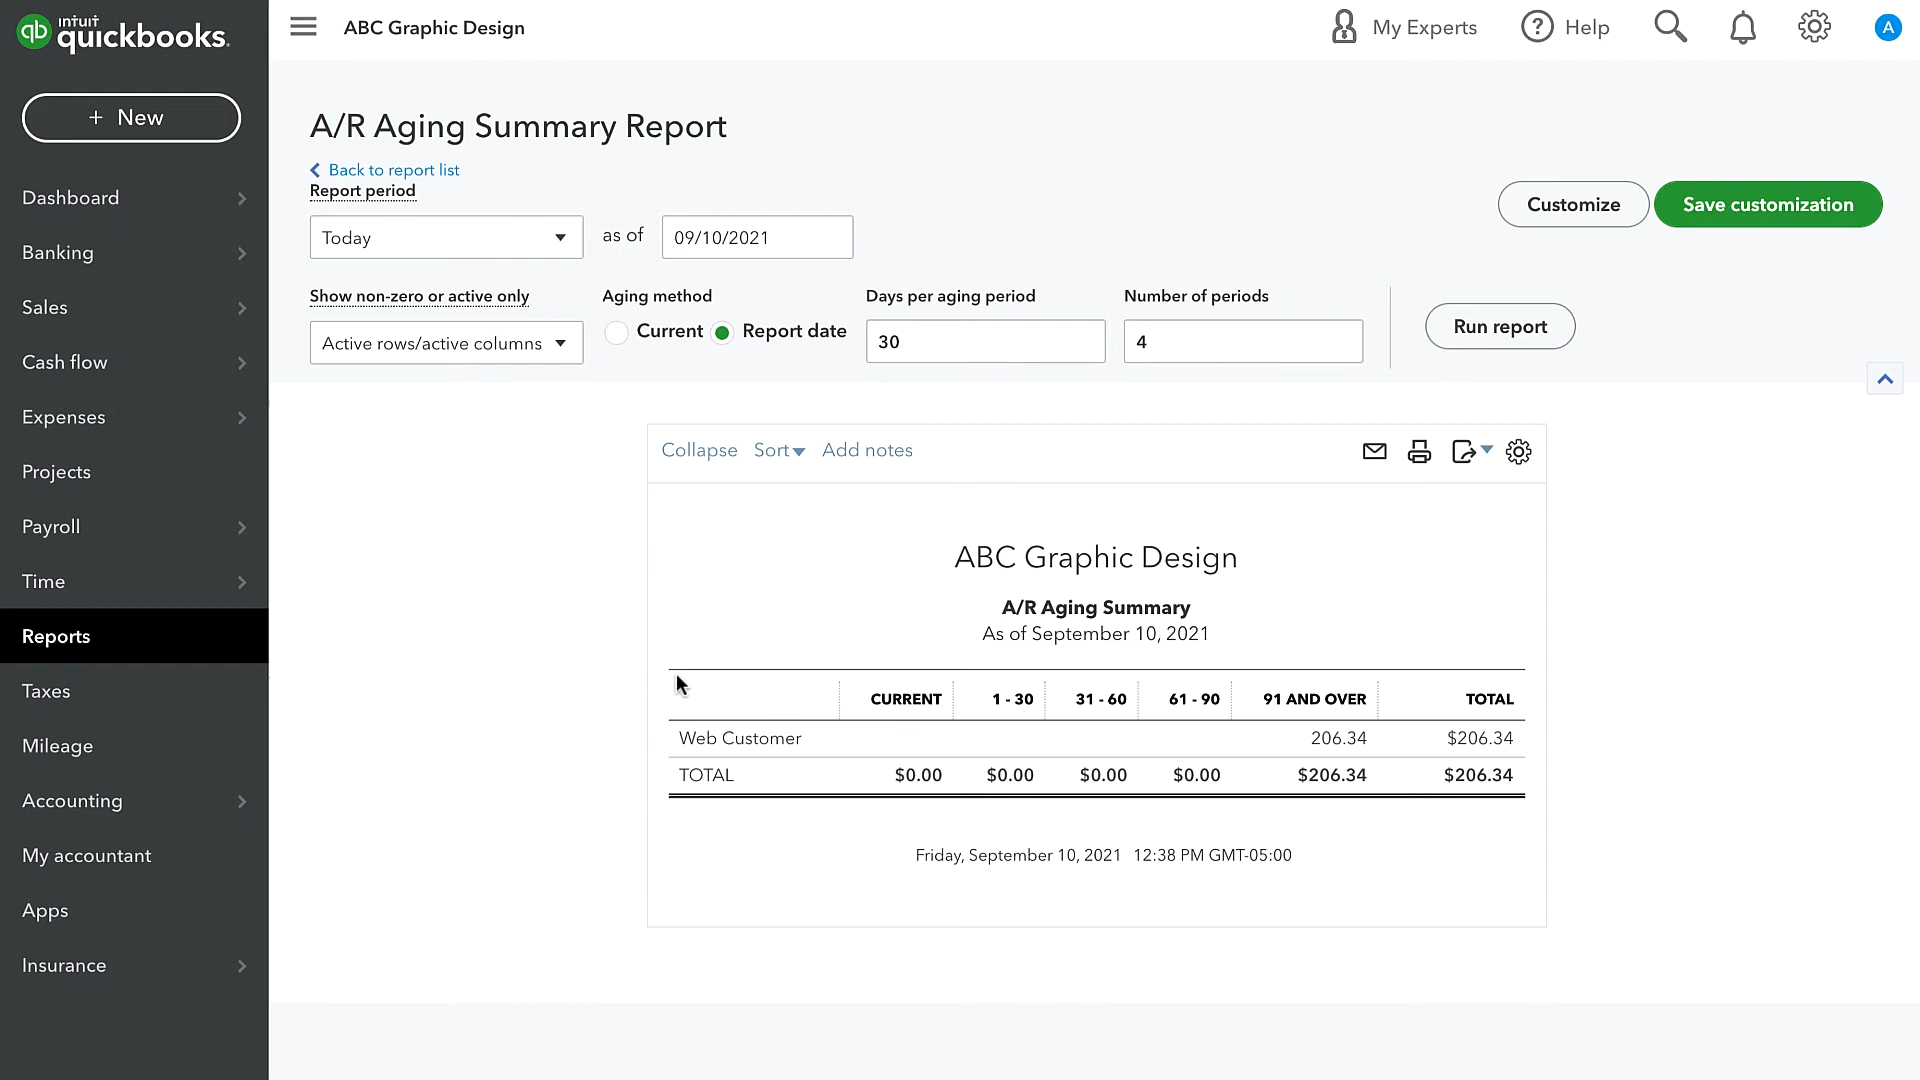 intuit
quickbooks.
ABC Graphic Design
My Experts
Help
A
+ New
Dashboard
Banking
Sales
Cash flow
Expenses
Projects
Payroll
Time
Reports
Taxes
Mileage
Accounting
My accountant
Apps
Insurance
A/R Aging Summary Report
Back to report list
Report period
Today as of 09/10/2021
Customize Save customization
Show non-zero or active only Aging method Days per aging period Number of periods
Active rows/active columns Current Report date 30 4 Run report
Collapse Sort Add notes
ABC Graphic Design
A/R Aging Summary
As of September 10, 2021
CURRENT 1 - 30 31 - 60 61 - 90 91 AND OVER TOTAL
Web Customer 206.34 $206.34
TOTAL $0.00 $0.00 $0.00 $0.00 $206.34 $206.34
Friday, September 10, 2021 12:38 PM GMT-05:00